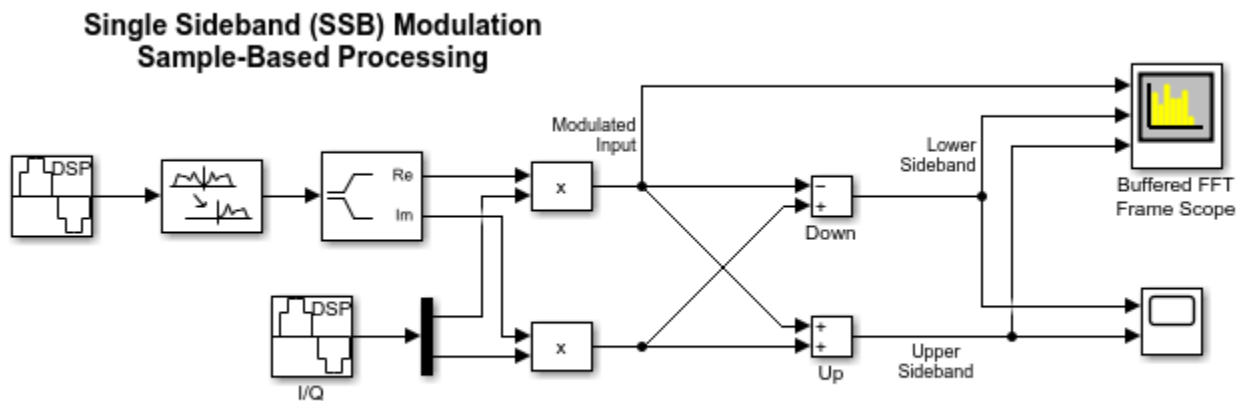 Single Sideband (SSB) Modulation
Sample-Based Processing
Modulated
Input
Lower
Sideband
Buffered FFT
Frame Scope
DSP
Re
Im
x
−
+
Down
DSP
I/Q
x
+
+
Up
Upper
Sideband